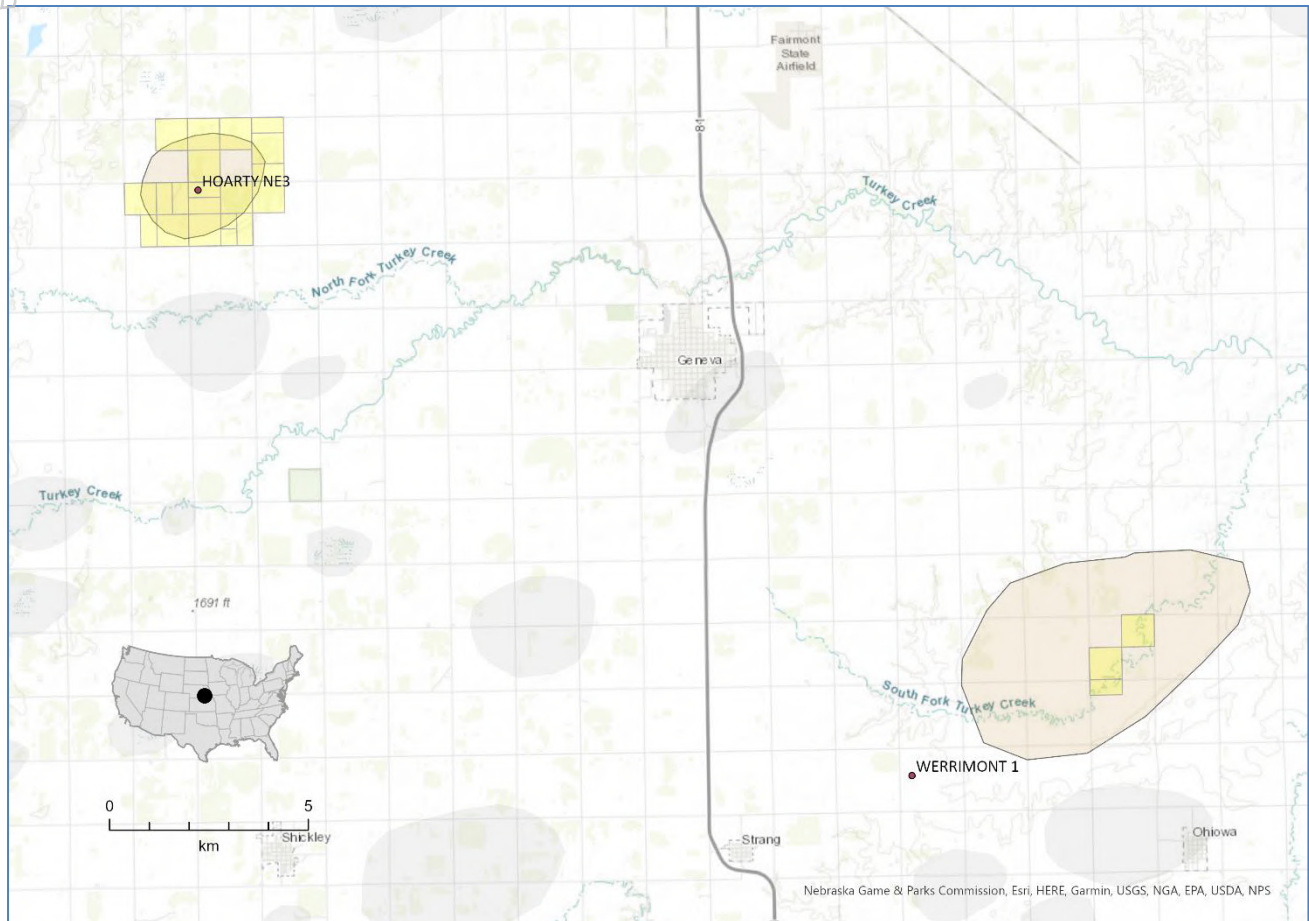 Fairmont
State
Airfield
81
HOARTY NE3
Turkey Creek
North Fork Turkey Creek
Geneva
Turkey Creek
1691 ft
South Fork Turkey Creek
WERRIMONT 1
0 5
km
Shickley
Strang
Ohiowa
Nebraska Game & Parks Commission, Esri, HERE, Garmin, USGS, NGA, EPA, USDA, NPS